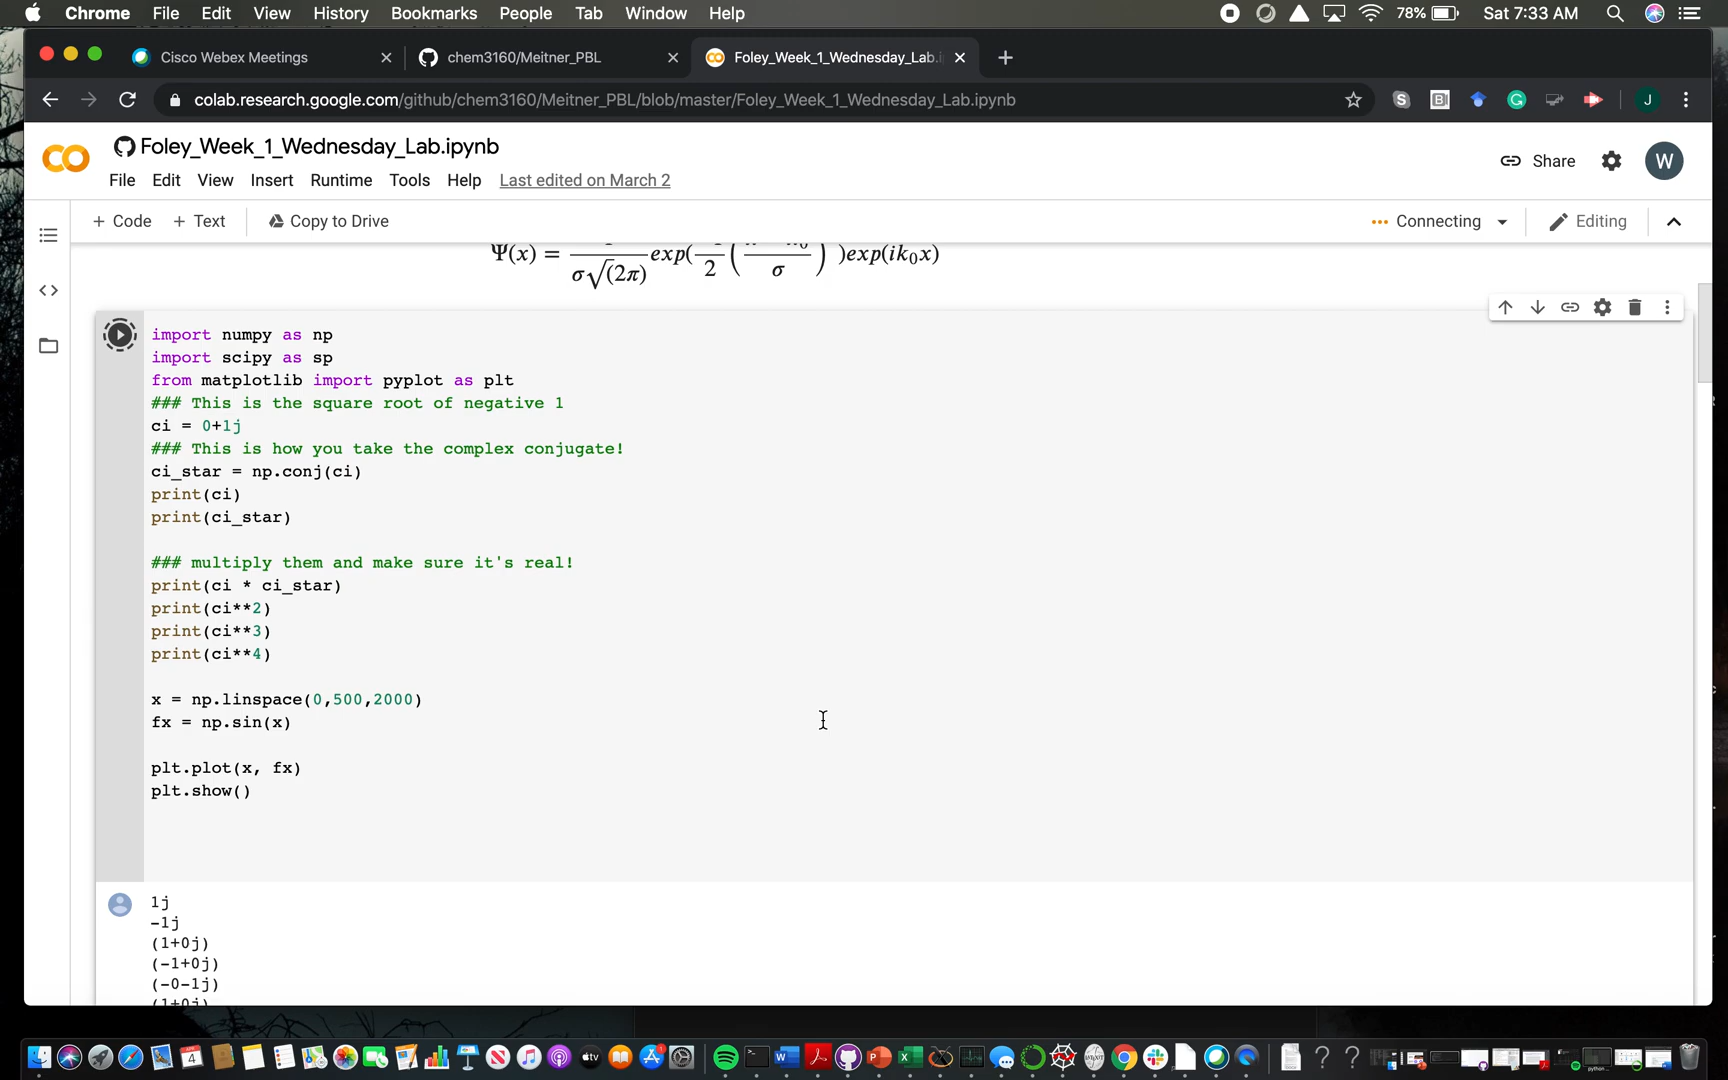 Chrome File Edit View History Bookmarks People Tab Window Help 78% Sat 7:33 AM
Cisco Webex Meetings chem3160/Meitner_PBL Foley_Week_1_Wednesday_Lab.i
colab.research.google.com/github/chem3160/Meitner_PBL/blob/master/Foley_Week_1_Wednesday_Lab.ipynb J
Foley_Week_1_Wednesday_Lab.ipynb
Share W
File Edit View Insert Runtime Tools Help Last edited on March 2
+ Code + Text Copy to Drive Connecting Editing
Ψ(x) = σ√(2π) exp( 2 ( σ ) )exp(ik₀x)
import numpy as np
import scipy as sp
from matplotlib import pyplot as plt
### This is the square root of negative 1
ci = 0+1j
### This is how you take the complex conjugate!
ci_star = np.conj(ci)
print(ci)
print(ci_star)
### multiply them and make sure it's real!
print(ci * ci_star)
print(ci**2)
print(ci**3)
print(ci**4)
x = np.linspace(0,500,2000)
fx = np.sin(x)
plt.plot(x, fx)
plt.show()
1j
-1j
(1+0j)
(-1+0j)
(-0-1j)
(1+0j)